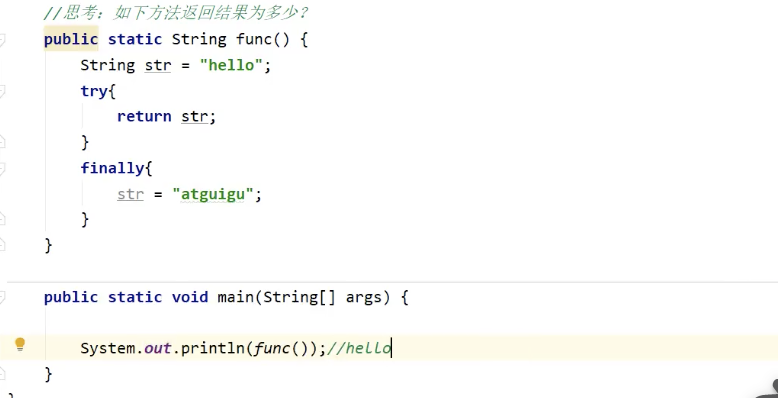 //思考：如下方法返回结果为多少？
public static String func() {
String str = "hello";
try{
return str;
}
finally{
str = "atguigu";
}
}
public static void main(String[] args) {
System.out.println(func());//hello
}
}